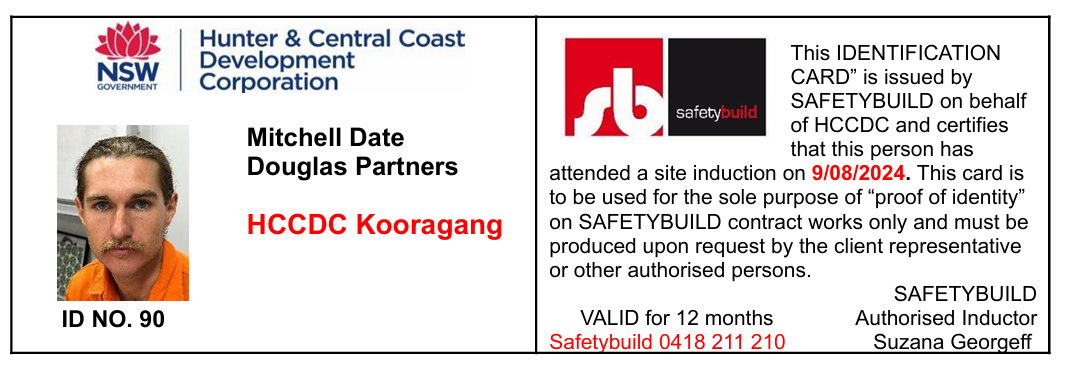 NSW
GOVERNMENT
Hunter & Central Coast
Development
Corporation
Mitchell Date
Douglas Partners
HCCDC Kooragang
ID NO. 90
sb
safetybuild
This IDENTIFICATION
CARD” is issued by
SAFETYBUILD on behalf
of HCCDC and certifies
that this person has
attended a site induction on 9/08/2024. This card is
to be used for the sole purpose of “proof of identity”
on SAFETYBUILD contract works only and must be
produced upon request by the client representative
or other authorised persons.
SAFETYBUILD
VALID for 12 months Authorised Inductor
Safetybuild 0418 211 210 Suzana Georgeff